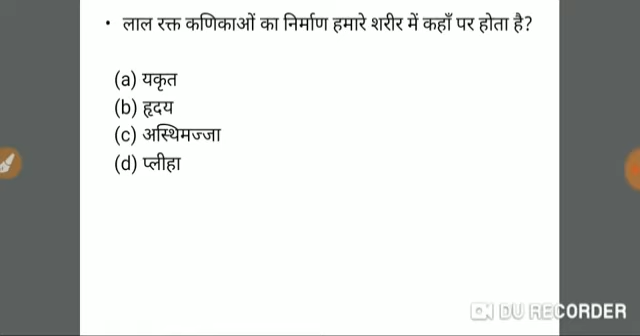 • लाल रक्त कणिकाओं का निर्माण हमारे शरीर में कहाँ पर होता है?
(a) यकृत
(b) हृदय
(c) अस्थिमज्जा
(d) प्लीहा
DU RECORDER